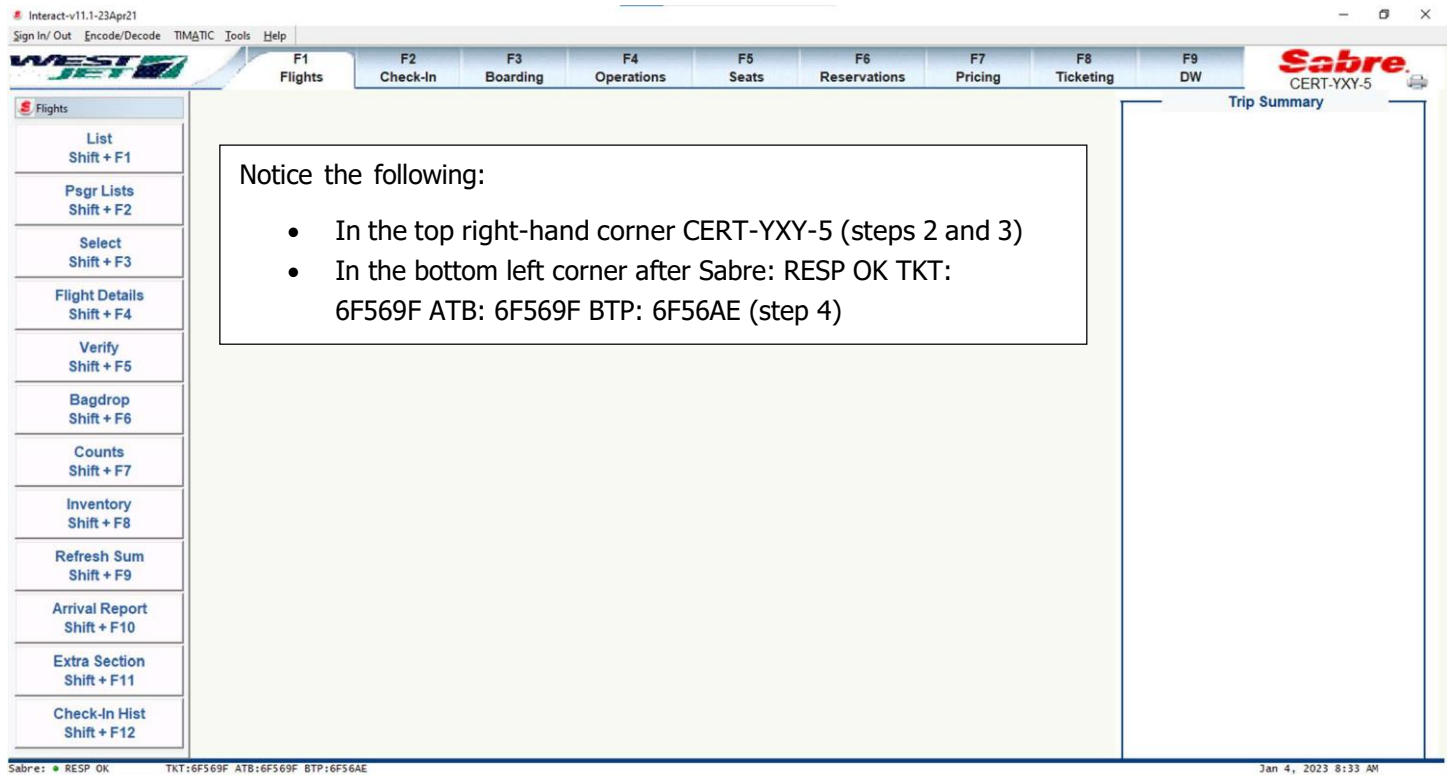 Interact-v11.1-23Apr21
Sign In/ Out Encode/Decode TIMATIC Tools Help
WEST JET
F1 F2 F3 F4 F5 F6 F7 F8 F9
Flights Check-In Boarding Operations Seats Reservations Pricing Ticketing DW
Sabre.
CERT-YXY-5
Flights
Trip Summary
List
Shift + F1
Psgr Lists
Shift + F2
Select
Shift + F3
Flight Details
Shift + F4
Verify
Shift + F5
Bagdrop
Shift + F6
Counts
Shift + F7
Inventory
Shift + F8
Refresh Sum
Shift + F9
Arrival Report
Shift + F10
Extra Section
Shift + F11
Check-In Hist
Shift + F12
Notice the following:
• In the top right-hand corner CERT-YXY-5 (steps 2 and 3)
• In the bottom left corner after Sabre: RESP OK TKT:
6F569F ATB: 6F569F BTP: 6F56AE (step 4)
Sabre: RESP OK TKT:6F569F ATB:6F569F BTP:6F56AE Jan 4, 2023 8:33 AM